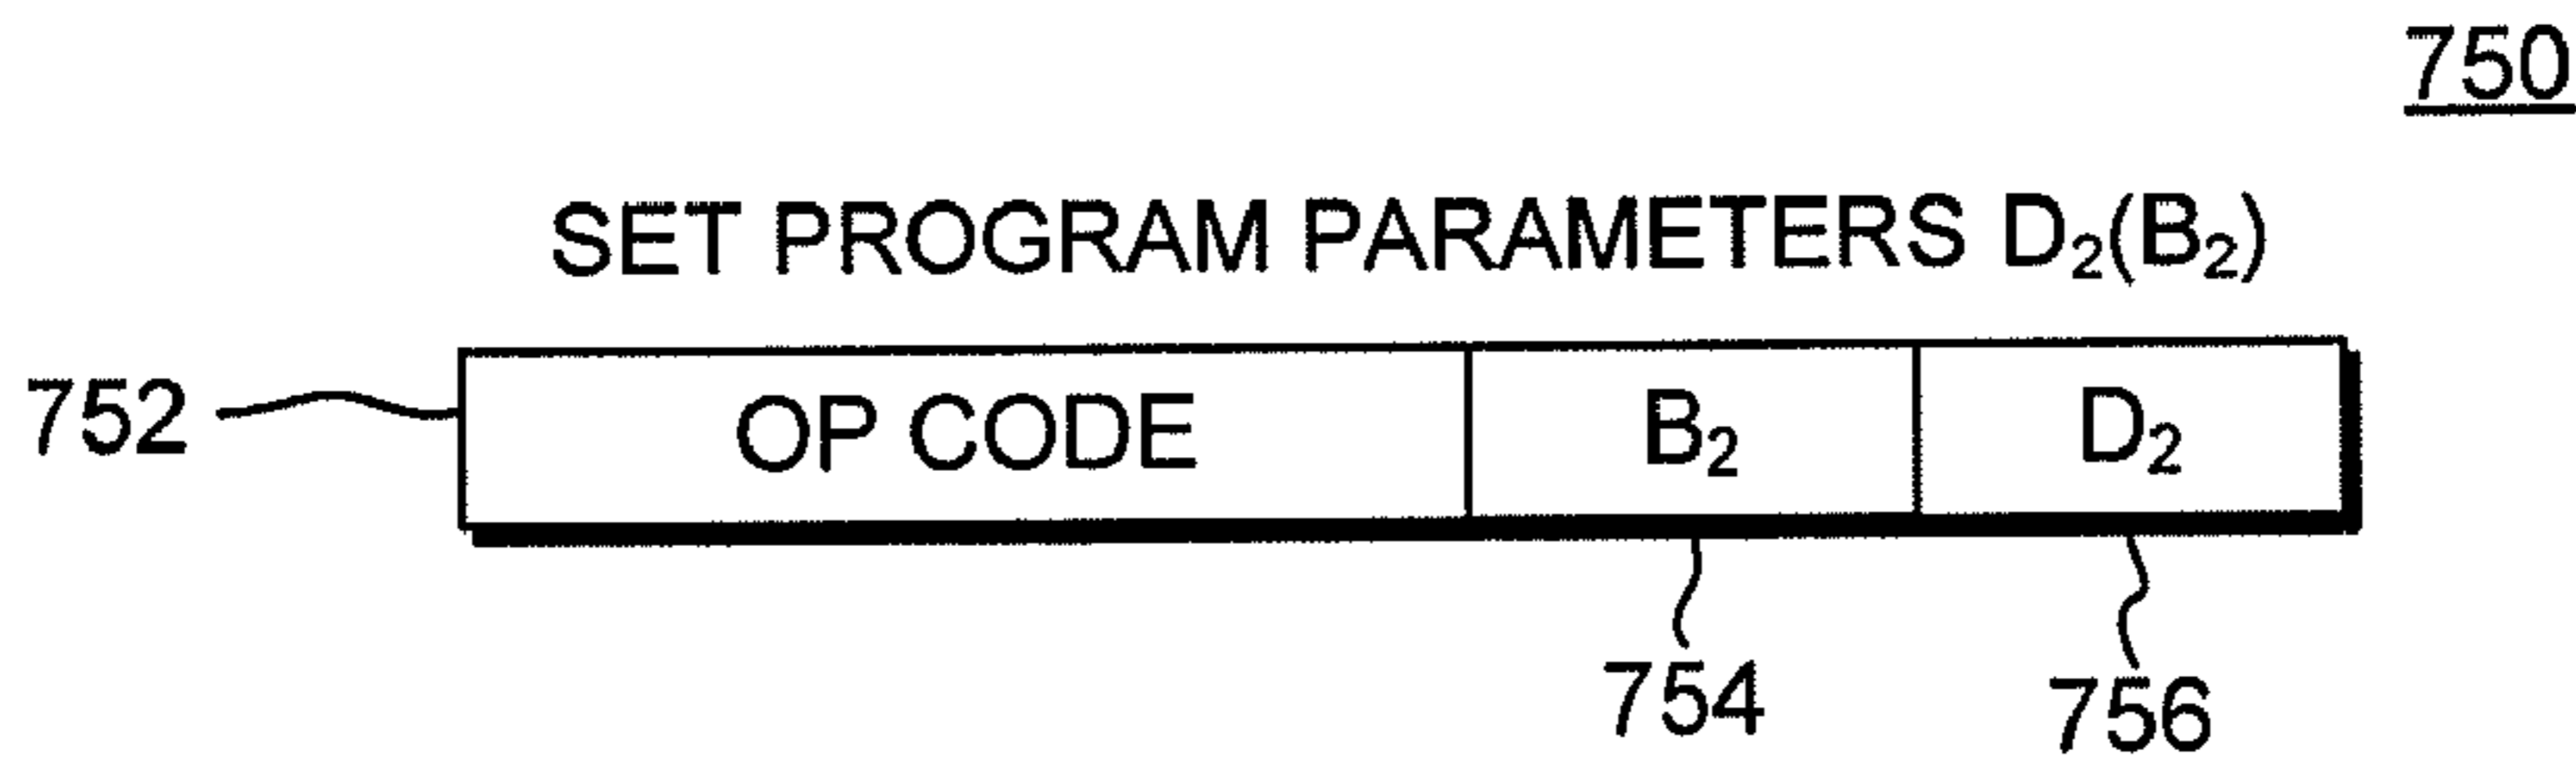 750
SET PROGRAM PARAMETERS D₂(B₂)
752 OP CODE B₂ D₂
754 756